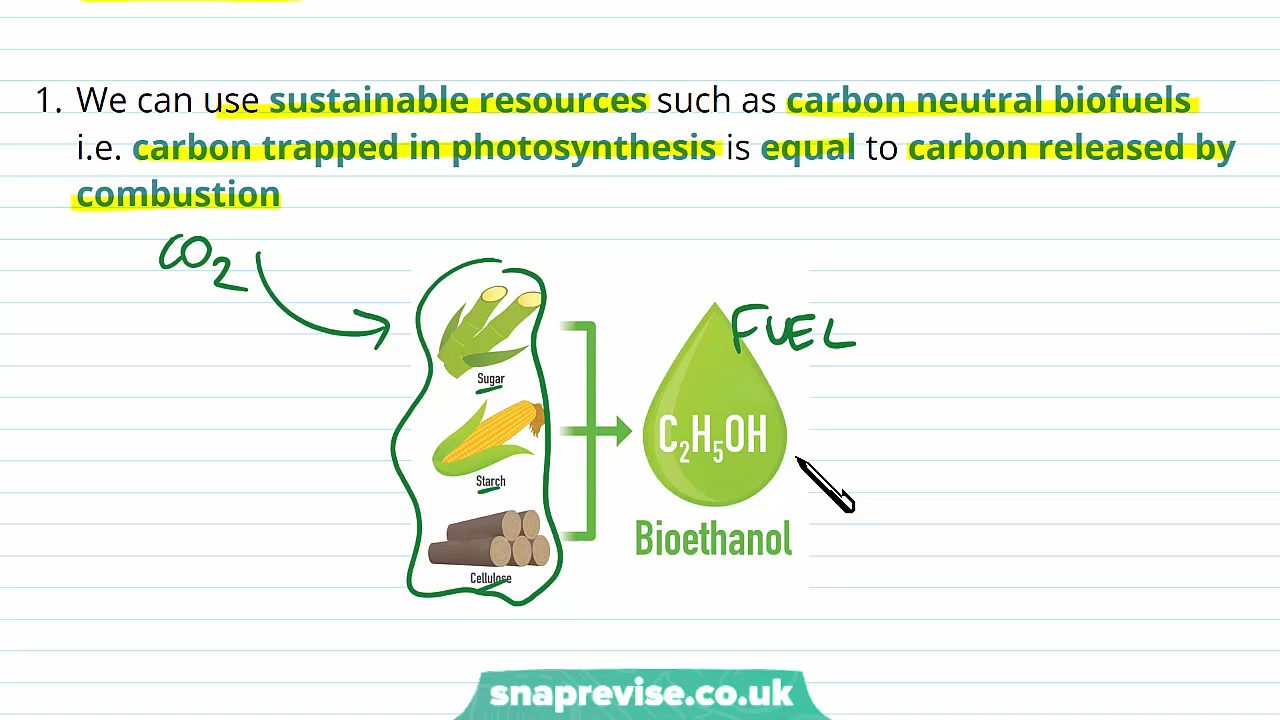 1. We can use sustainable resources such as carbon neutral biofuels
i.e. carbon trapped in photosynthesis is equal to carbon released by
combustion
CO2
FUEL
Sugar
C2H5OH
Starch
Bioethanol
Cellulose
snaprevise.co.uk